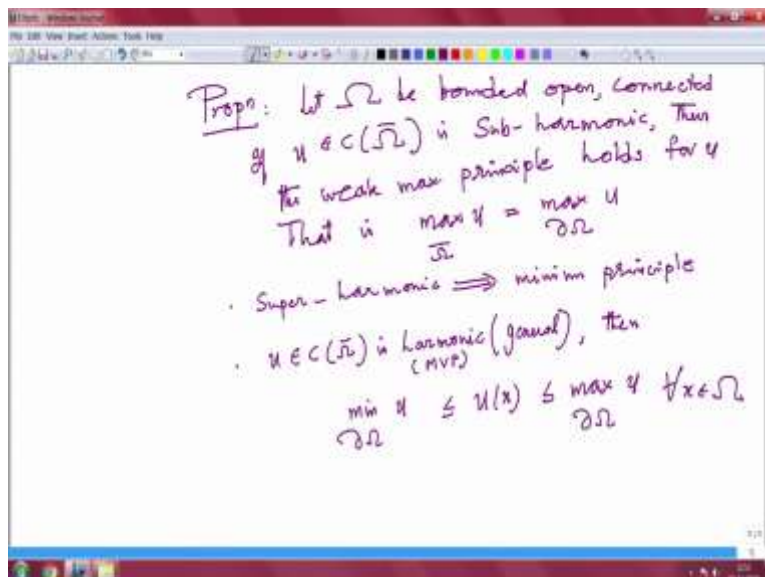 Propn: Let Ω be bounded open, connected
If u ∈ C(Ω̄) is Sub-harmonic, Then
the weak max principle holds for u
That is max u = max u
Ω̄ ∂Ω
· Super-harmonic ⟹ minim principle
· u ∈ C(Ω̄) is harmonic (general), then
(MVP)
min u ≤ u(x) ≤ max u ∀x∈Ω
∂Ω ∂Ω